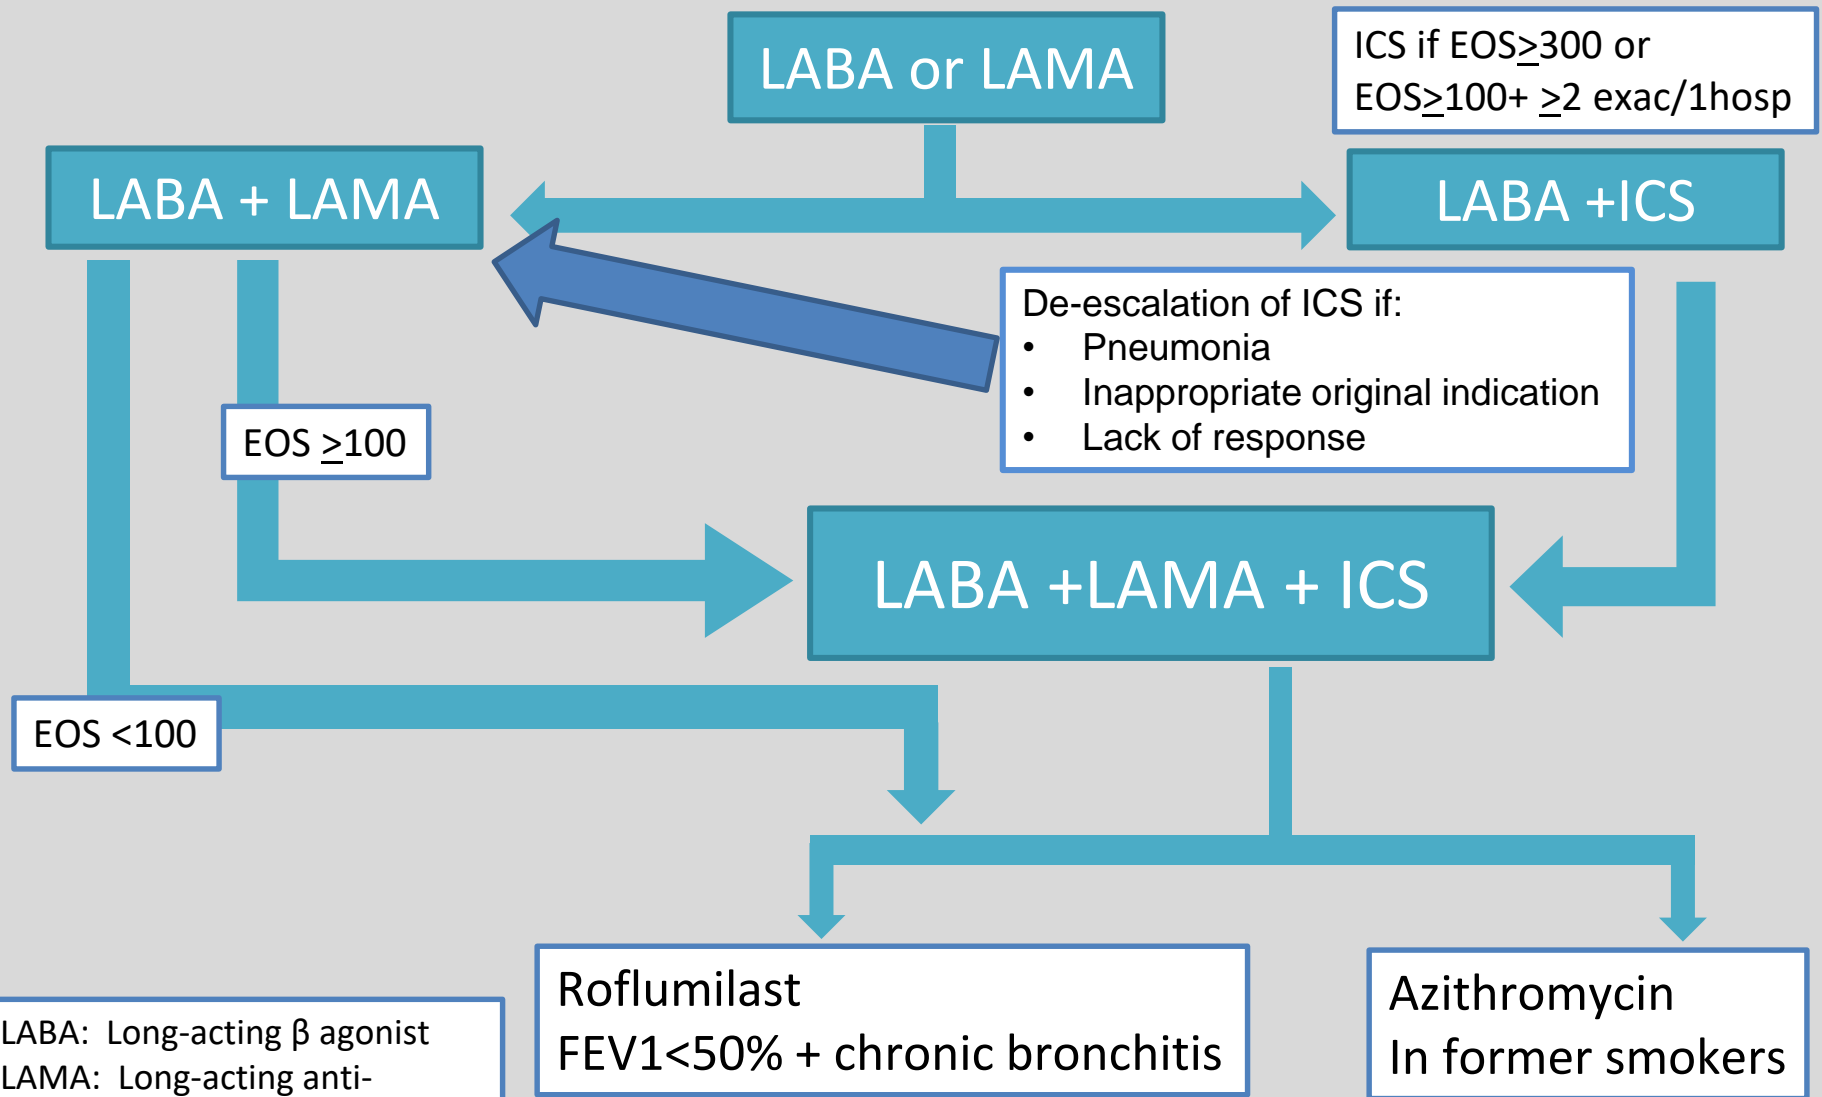 LABA or LAMA
ICS if EOS≥300 or
EOS≥100+ ≥2 exac/1hosp
LABA + LAMA
LABA +ICS
De-escalation of ICS if:
• Pneumonia
• Inappropriate original indication
• Lack of response
EOS ≥100
LABA +LAMA + ICS
EOS <100
Roflumilast
FEV1<50% + chronic bronchitis
Azithromycin
In former smokers
LABA: Long-acting β agonist
LAMA: Long-acting anti-